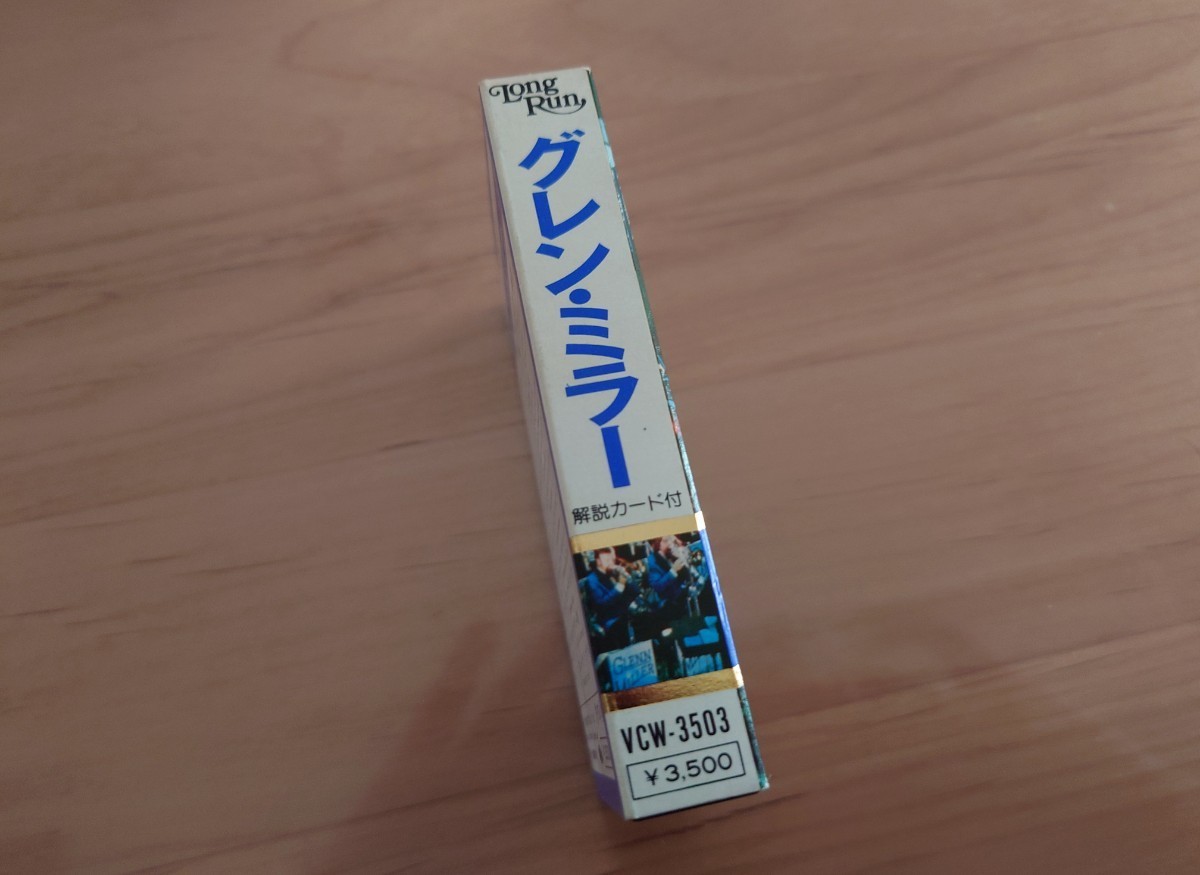 Long
Run
グレン・ミラー
解説カード付
GLENN
MILLER
VCW-3503
¥3,500